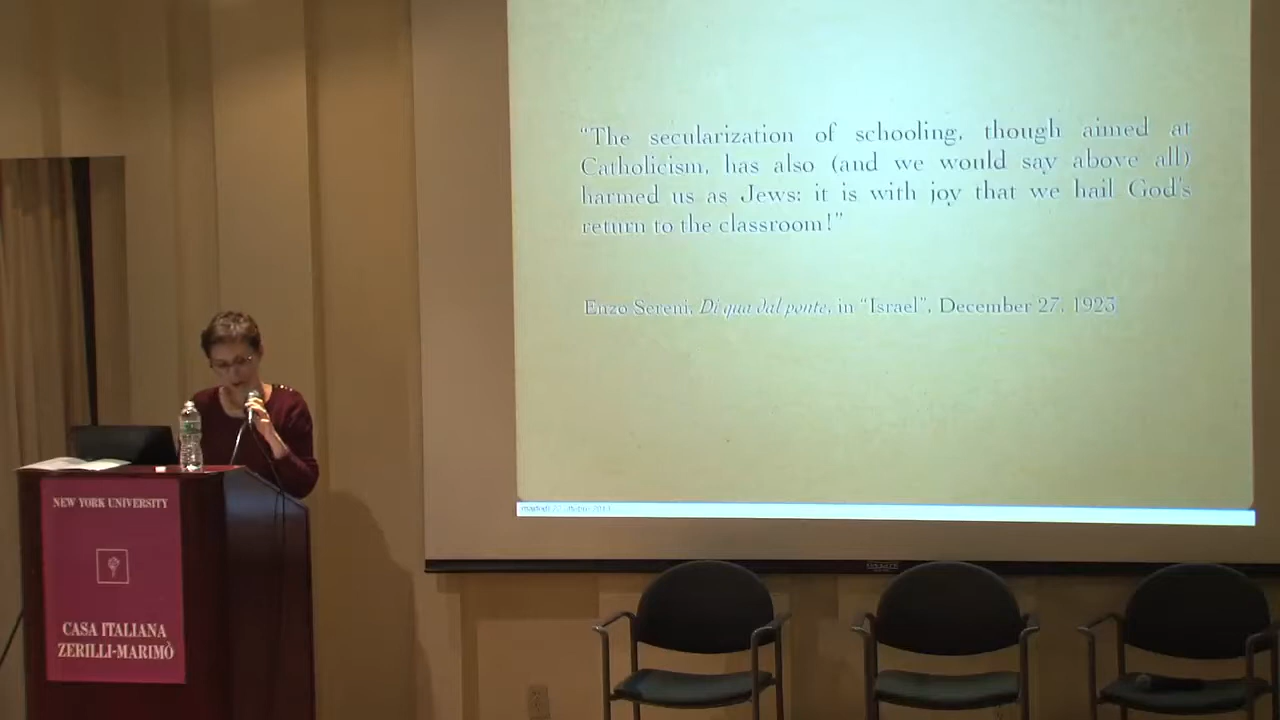 “The secularization of schooling, though aimed at
Catholicism, has also (and we would say above all)
harmed us as Jews: it is with joy that we hail God’s
return to the classroom!”
Enzo Sereni, Di qua dal ponte, in “Israel”, December 27, 1923
NEW YORK UNIVERSITY
CASA ITALIANA
ZERILLI-MARIMÒ